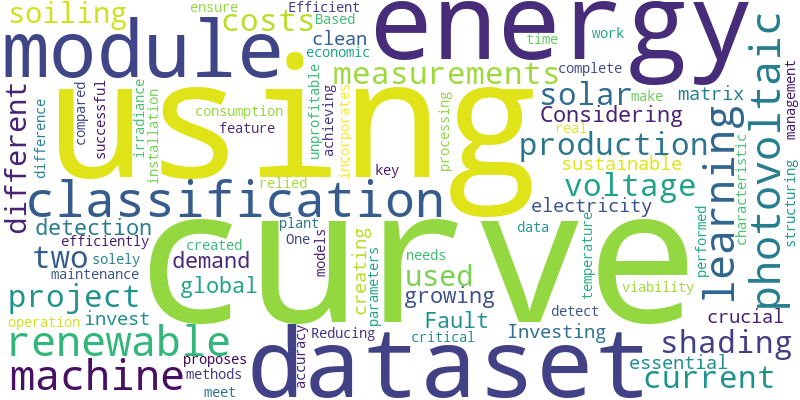 soiling
ensure
Efficient
energy
costs
Based
module
clean
economic
time
work
measurements
complete
photovoltaic
management
using
different
difference
compared
successful
irradiance
installation
consumption
feature
unprofitable
achieving
incorporates
key
processing
solar
matrix
Considering
make
real
production
sustainable
learning
characteristic
structuring
classification
relied
voltage
detection
plant
electricity
efficiently
created
One
models
creating
parameters
data
temperature
performed
two
solely
demand
needs
curve
maintenance
global
used
viability
project
growing
detect
operation
invest
Fault
Investing
crucial
renewable
accuracy
Reducing
critical
dataset
shading
proposes
essential
machine
methods
current
meet